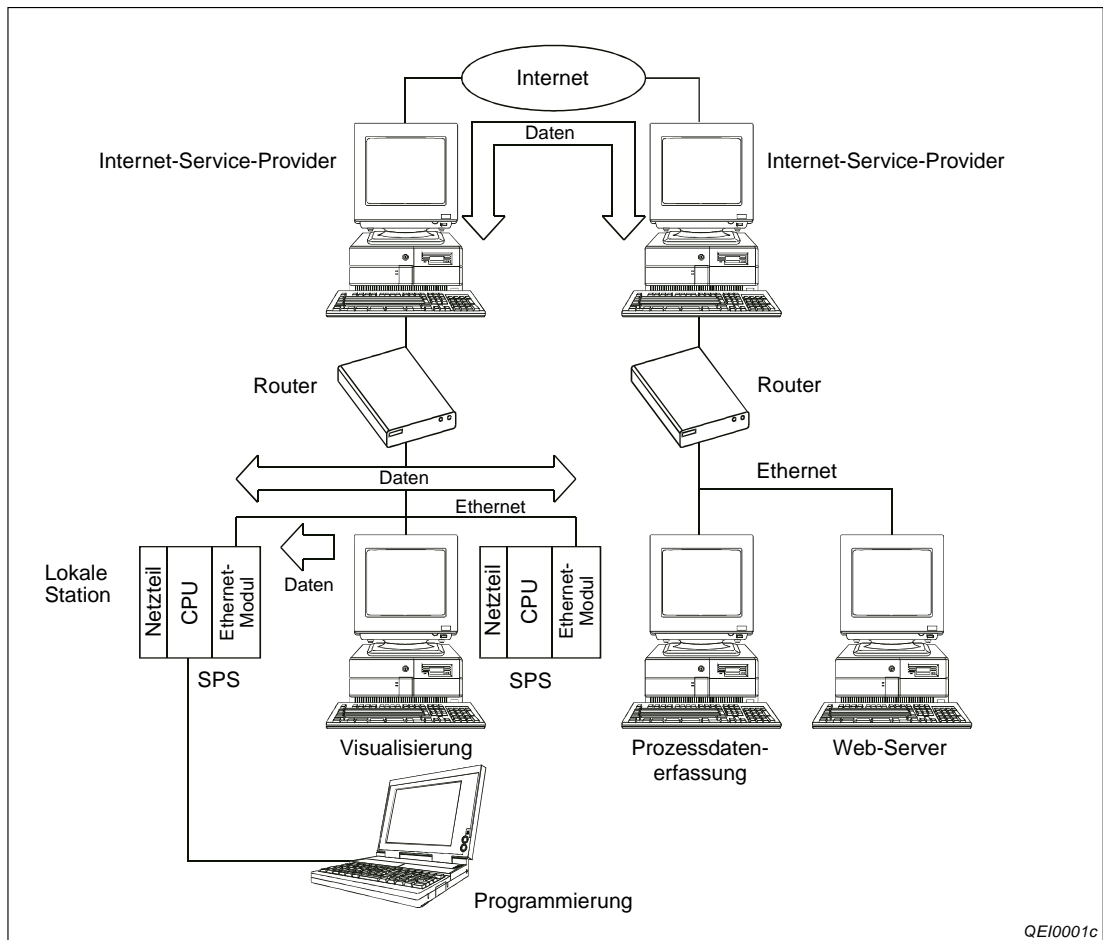 Internet
Daten
Internet-Service-Provider
Internet-Service-Provider
Router
Router
Daten
Ethernet
Ethernet
Lokale
Station
Netzteil
CPU
Ethernet-
Modul
Daten
Netzteil
CPU
Ethernet-
Modul
SPS
SPS
Visualisierung
Prozessdaten-
erfassung
Web-Server
Programmierung
QEI0001c